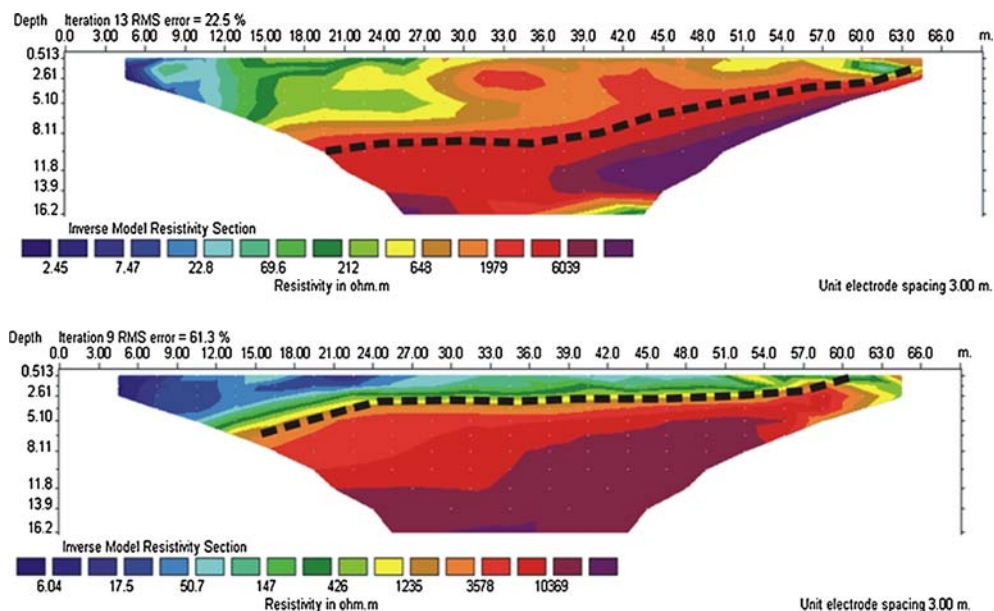 Depth Iteration 13 RMS error = 22.5 %
0.0 3.00 6.00 9.00 12.00 15.00 18.00 21.00 24.00 27.00 30.0 33.0 36.0 39.0 42.0 45.0 48.0 51.0 54.0 57.0 60.0 63.0 66.0 m.
0.513
2.61
5.10
8.11
11.8
13.9
16.2
Inverse Model Resistivity Section
2.45 7.47 22.8 69.6 212 648 1979 6039
Resistivity in ohm.m
Unit electrode spacing 3.00 m.
Depth Iteration 9 RMS error = 61.3 %
0.0 3.00 6.00 9.00 12.00 15.00 18.00 21.00 24.00 27.00 30.0 33.0 36.0 39.0 42.0 45.0 48.0 51.0 54.0 57.0 60.0 63.0 66.0 m.
0.513
2.61
5.10
8.11
11.8
13.9
16.2
Inverse Model Resistivity Section
6.04 17.5 50.7 147 426 1235 3578 10369
Resistivity in ohm.m
Unit electrode spacing 3.00 m.